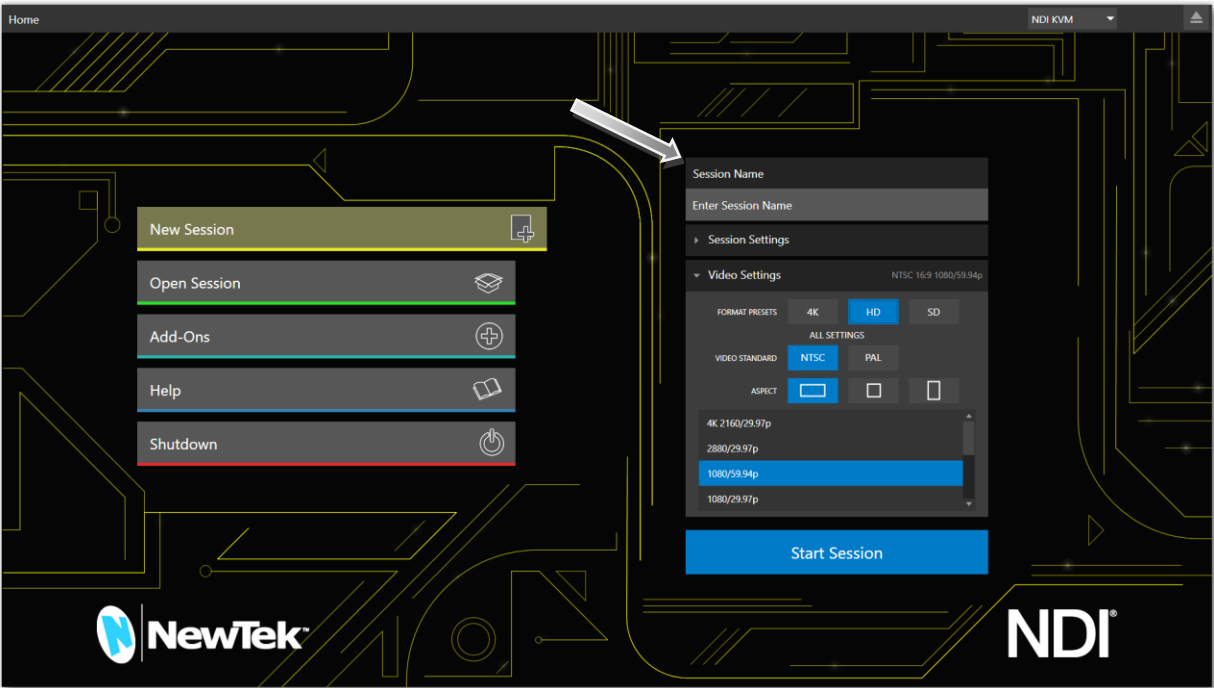 Home
NDI KVM
New Session
Open Session
Add-Ons
Help
Shutdown
Session Name
Enter Session Name
Session Settings
Video Settings NTSC 16:9 1080/59.94p
FORMAT PRESETS 4K HD SD
ALL SETTINGS
VIDEO STANDARD NTSC PAL
ASPECT
4K 2160/29.97p
2880/29.97p
1080/59.94p
1080/29.97p
Start Session
N NewTek™
NDI®